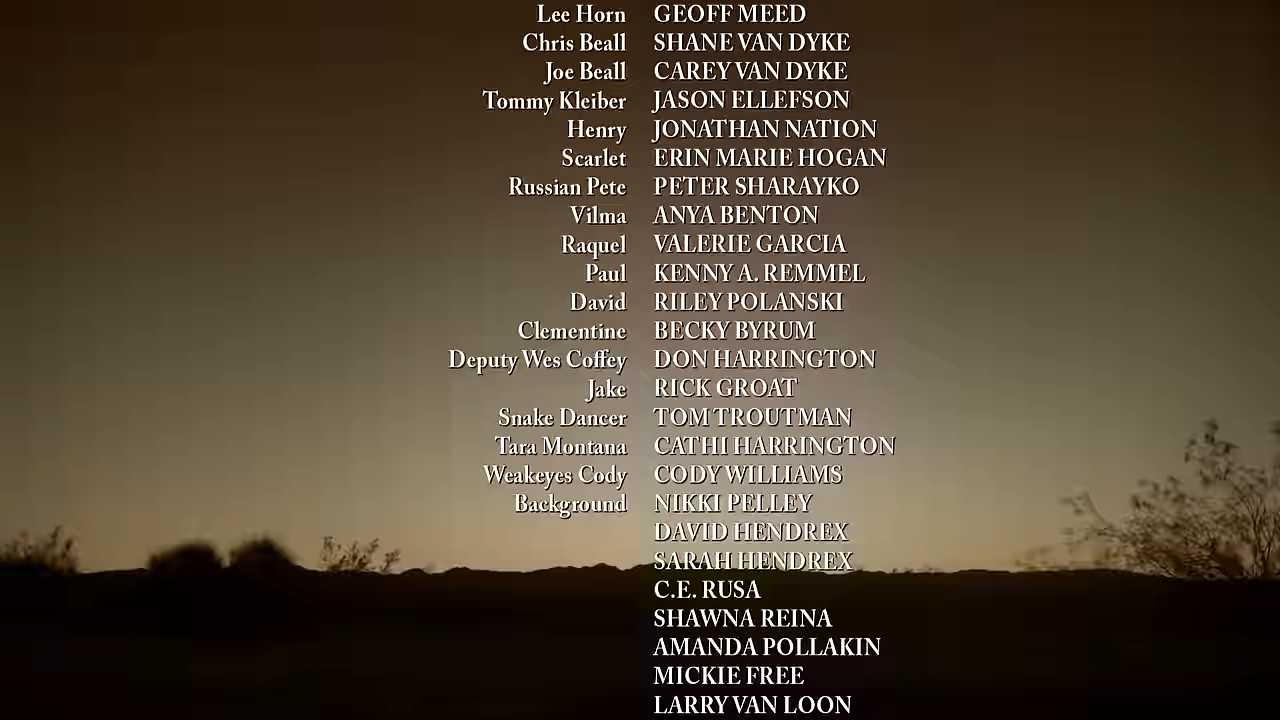 Lee Horn GEOFF MEED
Chris Beall SHANE VAN DYKE
Joe Beall CAREY VAN DYKE
Tommy Kleiber JASON ELLEFSON
Henry JONATHAN NATION
Scarlet ERIN MARIE HOGAN
Russian Pete PETER SHARAYKO
Vilma ANYA BENTON
Raquel VALERIE GARCIA
Paul KENNY A. REMMEL
David RILEY POLANSKI
Clementine BECKY BYRUM
Deputy Wes Coffey DON HARRINGTON
Jake RICK GROAT
Snake Dancer TOM TROUTMAN
Tara Montana CATHI HARRINGTON
Weakeyes Cody CODY WILLIAMS
Background NIKKI PELLEY
DAVID HENDREX
SARAH HENDREX
C.E. RUSA
SHAWNA REINA
AMANDA POLLAKIN
MICKIE FREE
LARRY VAN LOON